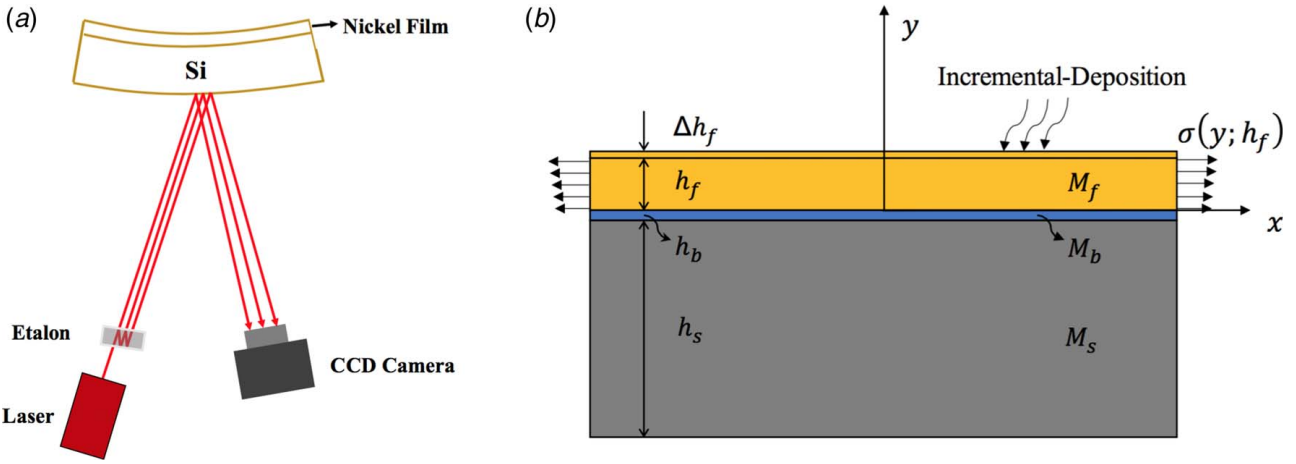 (a)
Nickel Film
Si
Etalon
CCD Camera
Laser
(b)
y
Incremental-Deposition
Δh_f
σ(y; h_f)
h_f
M_f
x
h_b
M_b
h_s
M_s